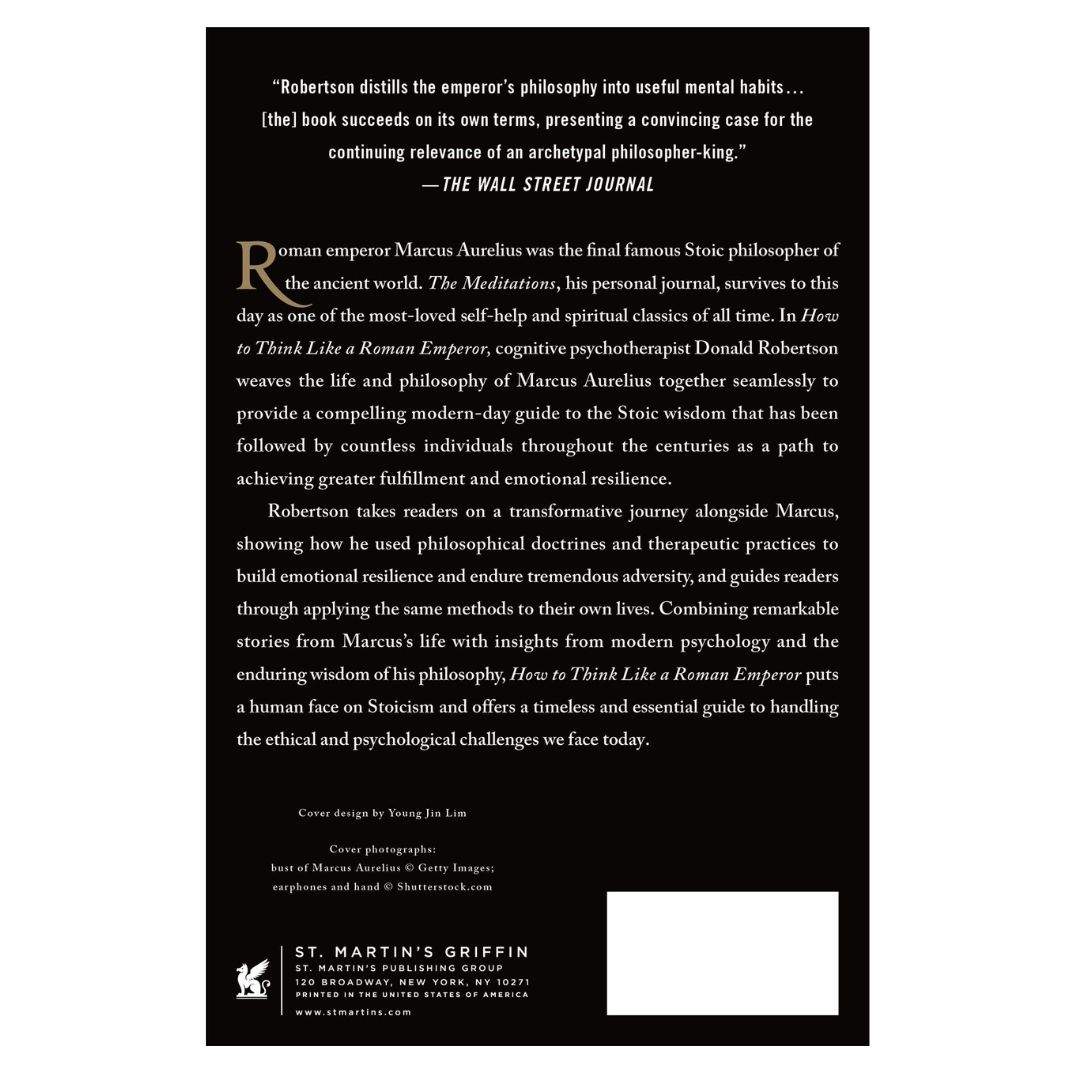 “Robertson distills the emperor’s philosophy into useful mental habits…
[the] book succeeds on its own terms, presenting a convincing case for the
continuing relevance of an archetypal philosopher-king.”
—THE WALL STREET JOURNAL
Roman emperor Marcus Aurelius was the final famous Stoic philosopher of
the ancient world. The Meditations, his personal journal, survives to this
day as one of the most-loved self-help and spiritual classics of all time. In How
to Think Like a Roman Emperor, cognitive psychotherapist Donald Robertson
weaves the life and philosophy of Marcus Aurelius together seamlessly to
provide a compelling modern-day guide to the Stoic wisdom that has been
followed by countless individuals throughout the centuries as a path to
achieving greater fulfillment and emotional resilience.
Robertson takes readers on a transformative journey alongside Marcus,
showing how he used philosophical doctrines and therapeutic practices to
build emotional resilience and endure tremendous adversity, and guides readers
through applying the same methods to their own lives. Combining remarkable
stories from Marcus’s life with insights from modern psychology and the
enduring wisdom of his philosophy, How to Think Like a Roman Emperor puts
a human face on Stoicism and offers a timeless and essential guide to handling
the ethical and psychological challenges we face today.
Cover design by Young Jin Lim
Cover photographs:
bust of Marcus Aurelius © Getty Images;
earphones and hand © Shutterstock.com
ST. MARTIN’S GRIFFIN
ST. MARTIN’S PUBLISHING GROUP
120 BROADWAY, NEW YORK, NY 10271
PRINTED IN THE UNITED STATES OF AMERICA
www.stmartins.com